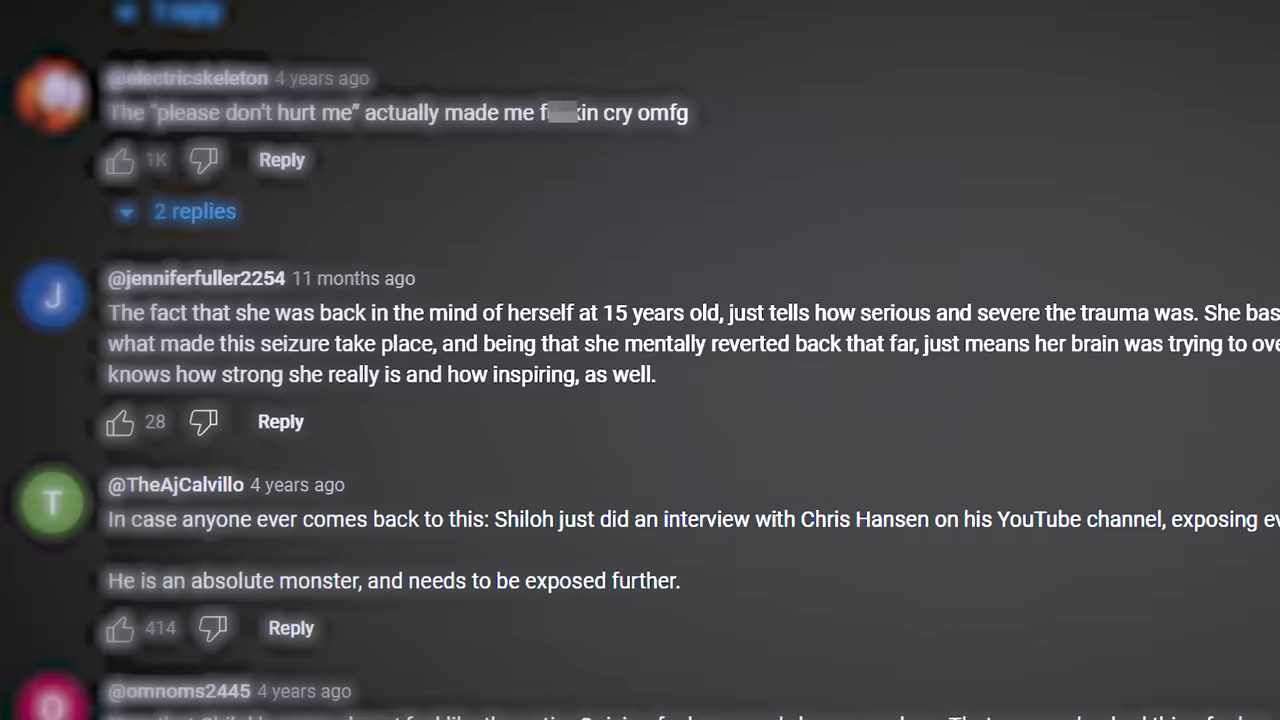 1 reply
@electricskeleton 4 years ago
The "please don't hurt me" actually made me f kin cry omfg
1K Reply
2 replies
J
@jenniferfuller2254 11 months ago
The fact that she was back in the mind of herself at 15 years old, just tells how serious and severe the trauma was. She bas
what made this seizure take place, and being that she mentally reverted back that far, just means her brain was trying to ove
knows how strong she really is and how inspiring, as well.
28 Reply
T
@TheAjCalvillo 4 years ago
In case anyone ever comes back to this: Shiloh just did an interview with Chris Hansen on his YouTube channel, exposing ev
He is an absolute monster, and needs to be exposed further.
414 Reply
O
@omnoms2445 4 years ago